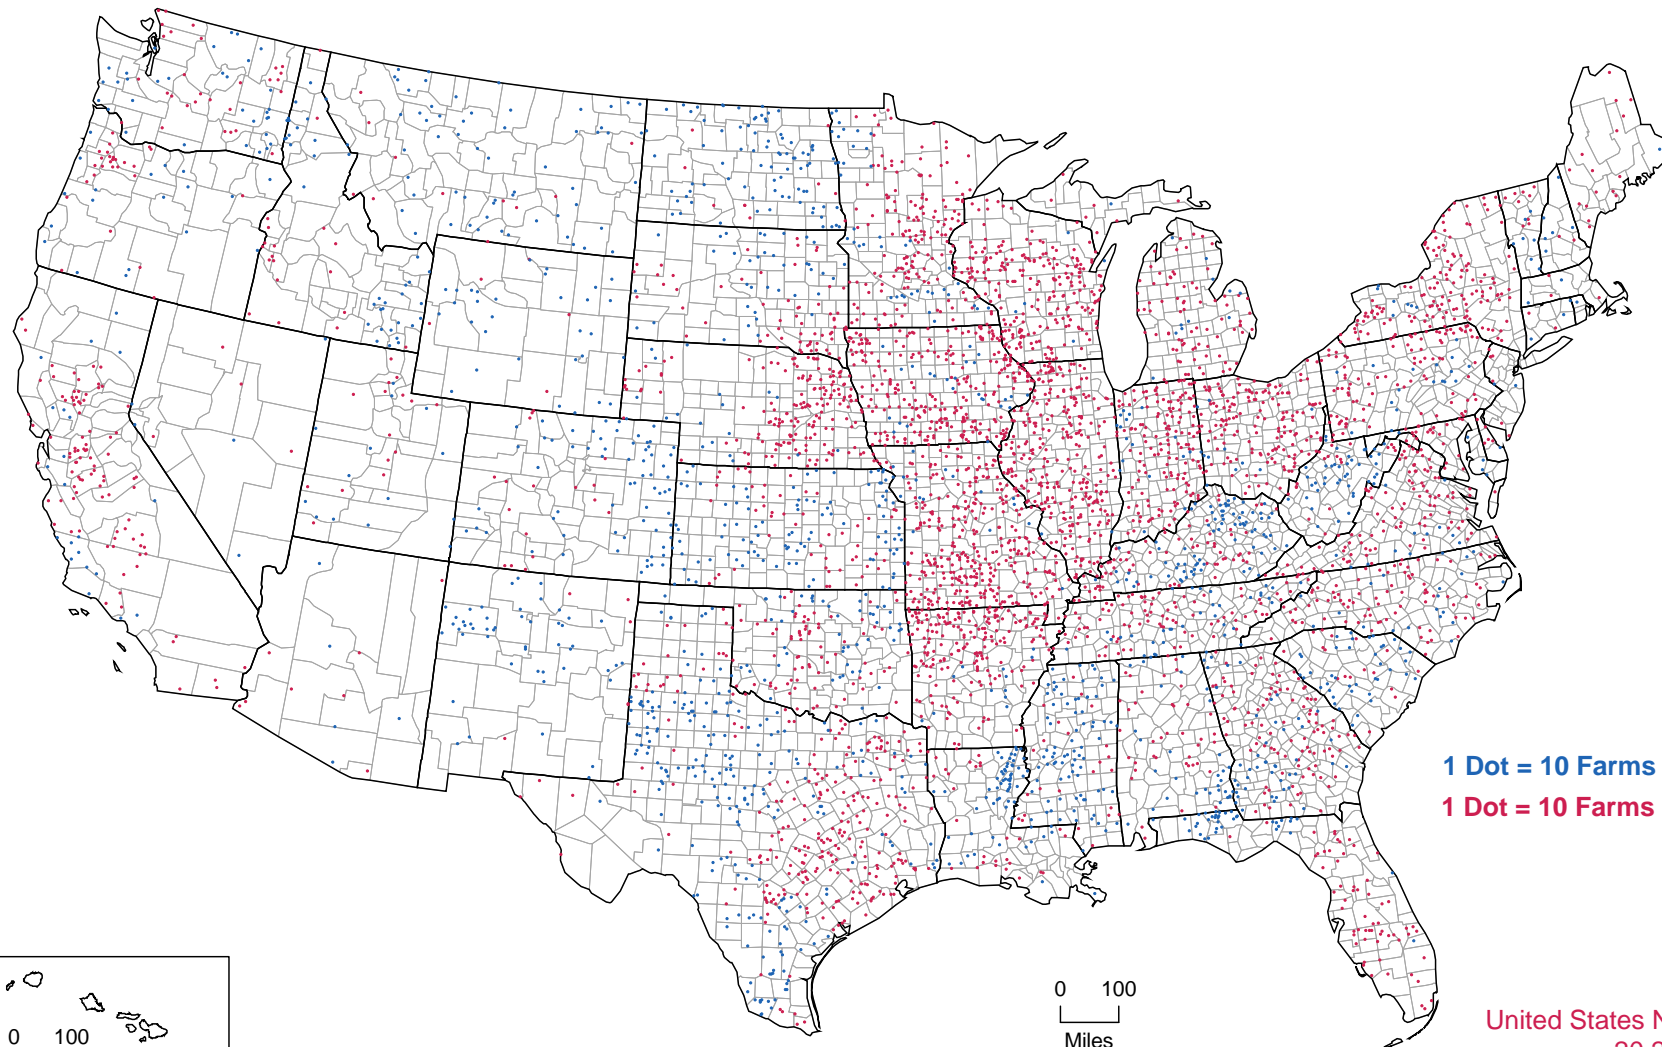 1 Dot = 10 Farms
1 Dot = 10 Farms
0 100
Miles
0 100
United States N